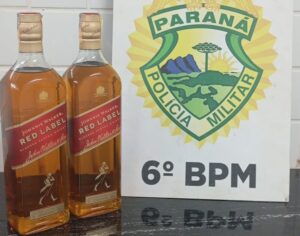 JOHNNIE WALKER
RED LABEL
JOHNNIE WALKER
RED LABEL
PARANÁ
POLÍCIA MILITAR
6º BPM